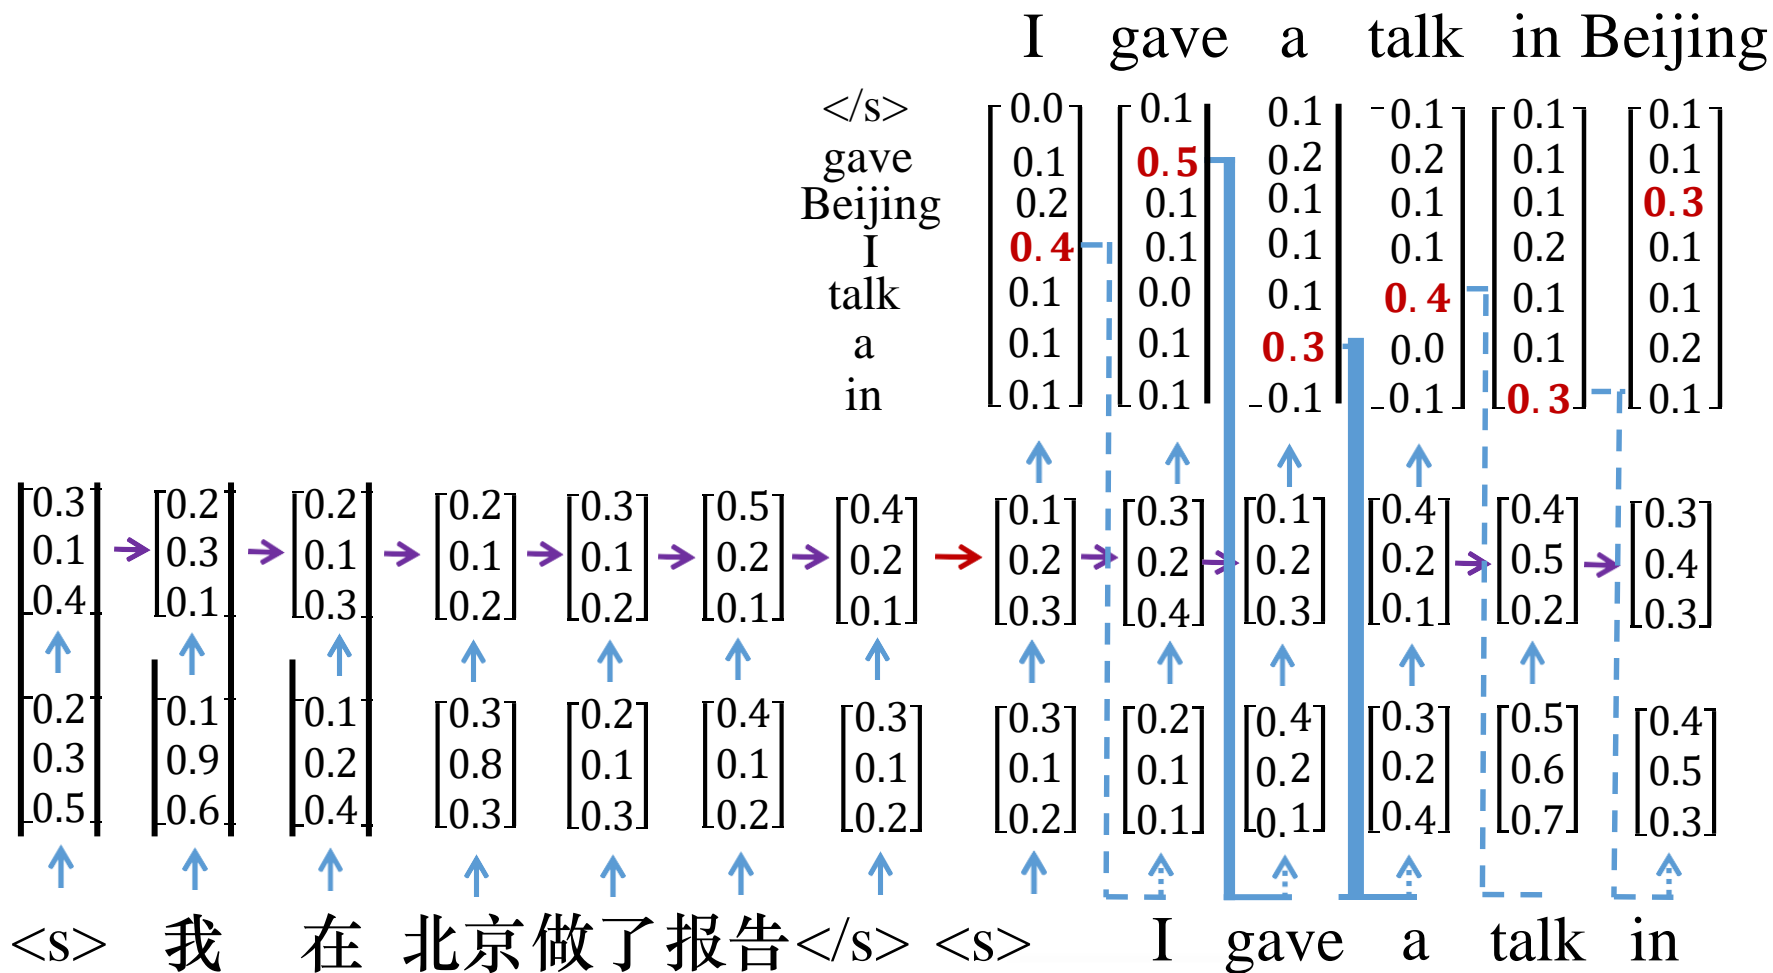 I gave a talk in Beijing
</s> 0.0 0.1 0.1 0.1 0.1 0.1
gave 0.1 0.5 0.2 0.2 0.1 0.1
Beijing 0.2 0.1 0.1 0.1 0.1 0.3
I 0.4 0.1 0.1 0.1 0.2 0.1
talk 0.1 0.0 0.1 0.4 0.1 0.1
a 0.1 0.1 0.3 0.0 0.1 0.2
in 0.1 0.1 0.1 0.1 0.3 0.1
0.3 0.2 0.2 0.2 0.3 0.5 0.4 0.1 0.3 0.1 0.4 0.4 0.3
0.1 0.3 0.1 0.1 0.1 0.2 0.2 0.2 0.2 0.2 0.2 0.5 0.4
0.4 0.1 0.3 0.2 0.2 0.1 0.1 0.3 0.4 0.3 0.1 0.2 0.3
0.2 0.1 0.1 0.3 0.2 0.4 0.3 0.3 0.2 0.4 0.3 0.5 0.4
0.3 0.9 0.2 0.8 0.1 0.1 0.1 0.1 0.1 0.2 0.2 0.6 0.5
0.5 0.6 0.4 0.3 0.3 0.2 0.2 0.2 0.1 0.1 0.4 0.7 0.3
<s> 我 在 北京 做了 报告 </s> <s> I gave a talk in